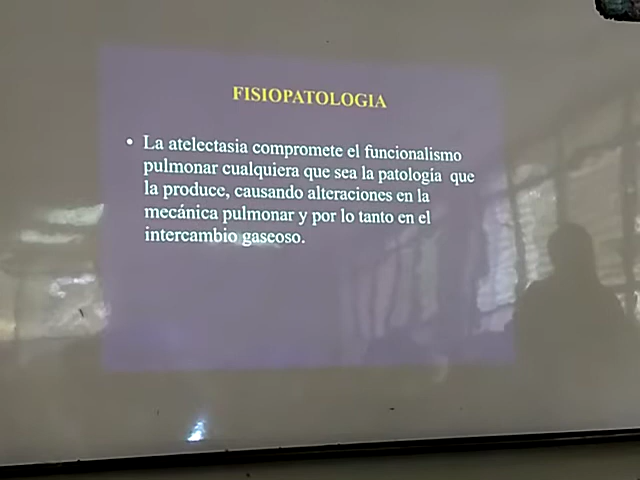 FISIOPATOLOGIA
• La atelectasia compromete el funcionalismo
pulmonar cualquiera que sea la patología que
la produce, causando alteraciones en la
mecánica pulmonar y por lo tanto en el
intercambio gaseoso.